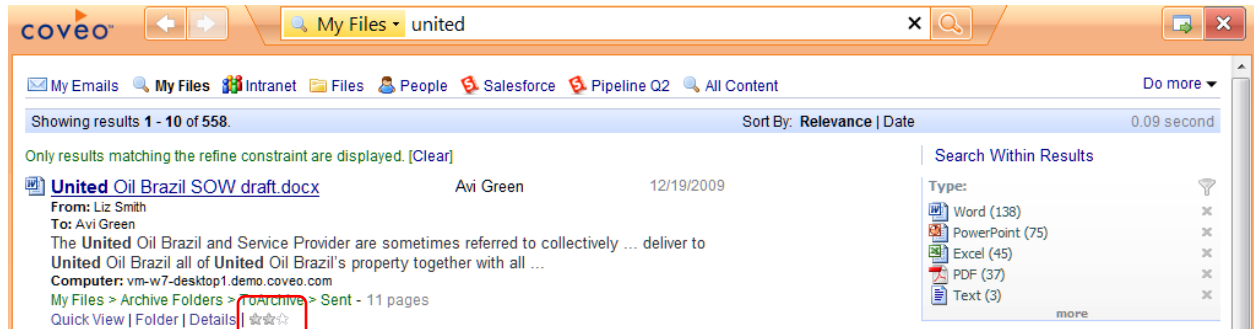 coveo™ My Files united
My Emails My Files Intranet Files People Salesforce Pipeline Q2 All Content Do more
Showing results 1 - 10 of 558. Sort By: Relevance | Date 0.09 second
Only results matching the refine constraint are displayed. [Clear]
Search Within Results
United Oil Brazil SOW draft.docx Avi Green 12/19/2009
From: Liz Smith
To: Avi Green
The United Oil Brazil and Service Provider are sometimes referred to collectively ... deliver to
United Oil Brazil all of United Oil Brazil's property together with all ...
Computer: vm-w7-desktop1.demo.coveo.com
My Files > Archive Folders > ToArchive > Sent - 11 pages
Quick View | Folder | Details |
Type:
Word (138)
PowerPoint (75)
Excel (45)
PDF (37)
Text (3)
more